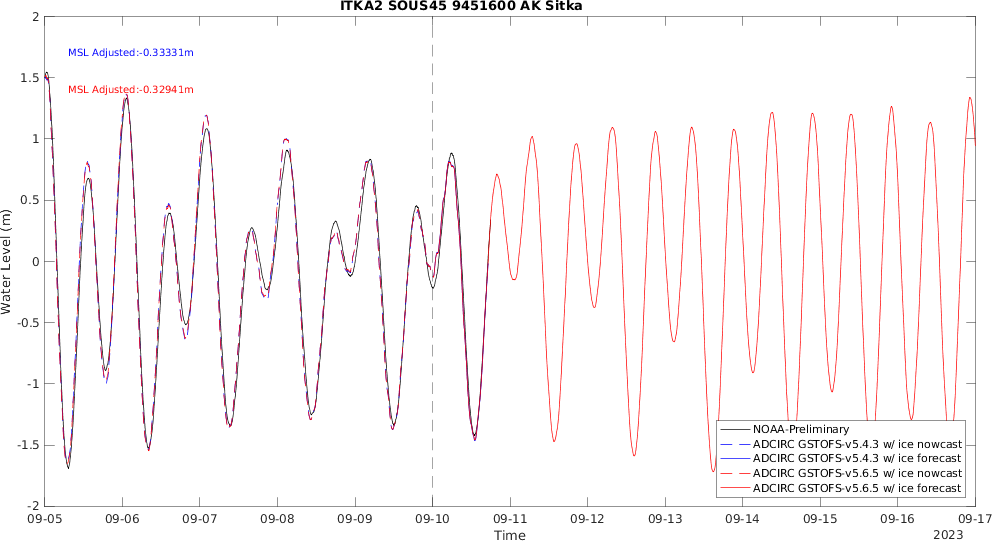 ITKA2 SOUS45 9451600 AK Sitka
2
1.5
1
0.5
0
-0.5
-1
-1.5
-2
Water Level (m)
MSL Adjusted:-0.33331m
MSL Adjusted:-0.32941m
NOAA-Preliminary
ADCIRC GSTOFS-v5.4.3 w/ ice nowcast
ADCIRC GSTOFS-v5.4.3 w/ ice forecast
ADCIRC GSTOFS-v5.6.5 w/ ice nowcast
ADCIRC GSTOFS-v5.6.5 w/ ice forecast
09-05 09-06 09-07 09-08 09-09 09-10 09-11 09-12 09-13 09-14 09-15 09-16 09-17
Time
2023